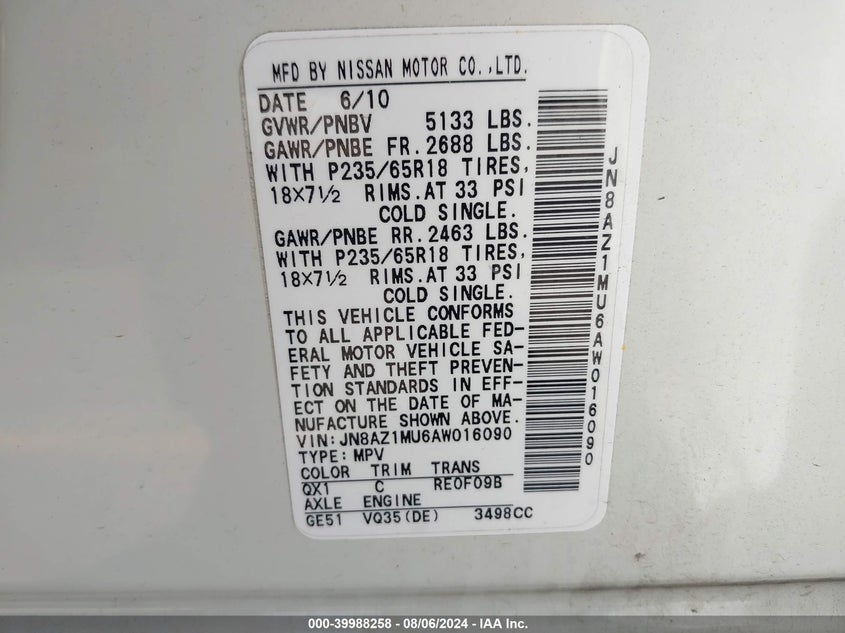 MFD BY NISSAN MOTOR CO.,LTD.
DATE 6/10
GVWR/PNBV 5133 LBS.
GAWR/PNBE FR. 2688 LBS.
WITH P235/65R18 TIRES,
18X7½ RIMS. AT 33 PSI
COLD SINGLE.
GAWR/PNBE RR. 2463 LBS.
WITH P235/65R18 TIRES,
18X7½ RIMS. AT 33 PSI
COLD SINGLE.
THIS VEHICLE CONFORMS
TO ALL APPLICABLE FED-
ERAL MOTOR VEHICLE SA-
FETY AND THEFT PREVEN-
TION STANDARDS IN EFF-
ECT ON THE DATE OF MA-
NUFACTURE SHOWN ABOVE.
VIN:JN8AZ1MU6AW016090
TYPE:MPV
COLOR TRIM TRANS
QX1 C RE0F09B
AXLE ENGINE
GE51 VQ35(DE) 3498CC
JN8AZ1MU6AW016090
000-39988258 - 08/06/2024 - IAA Inc.